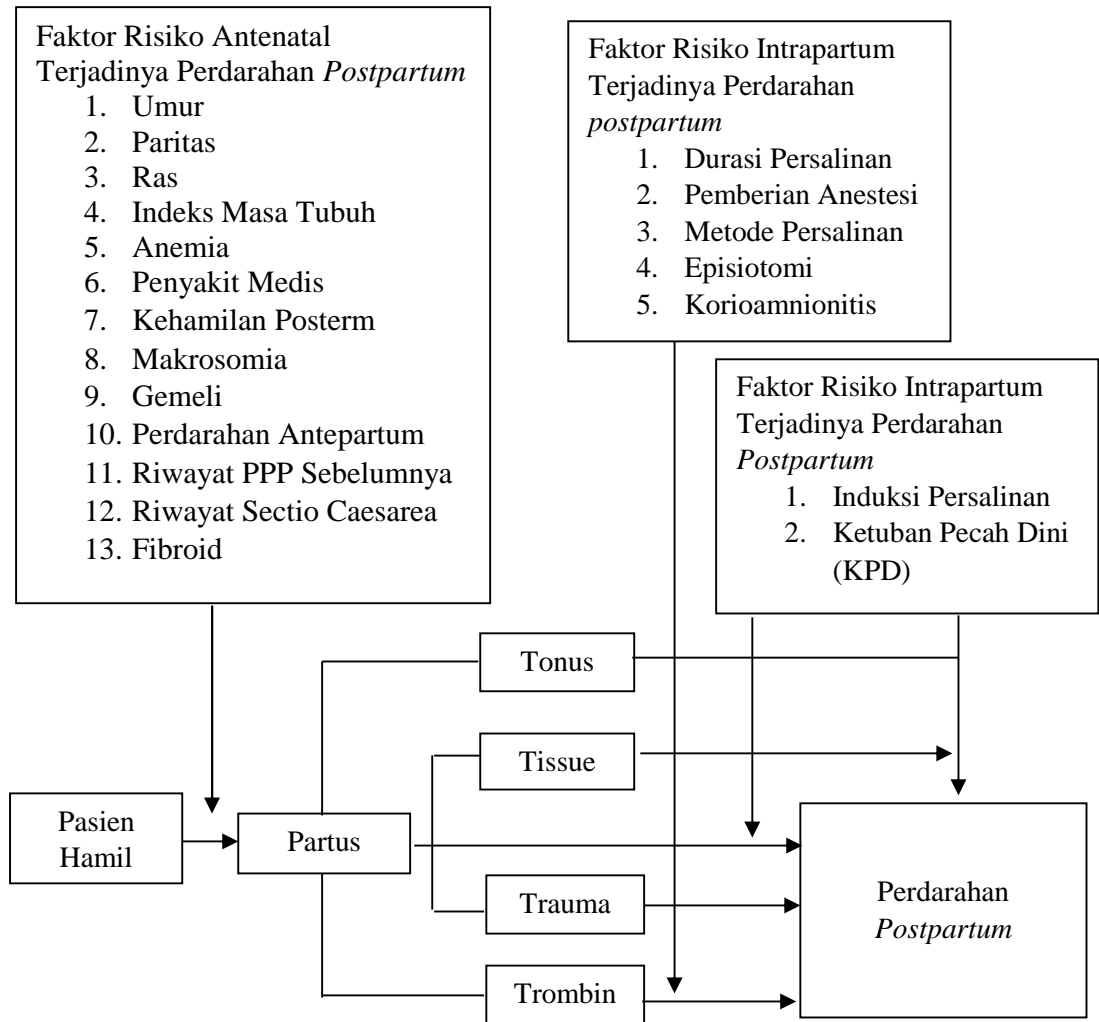 Faktor Risiko Antenatal
Terjadinya Perdarahan Postpartum
1. Umur
2. Paritas
3. Ras
4. Indeks Masa Tubuh
5. Anemia
6. Penyakit Medis
7. Kehamilan Posterm
8. Makrosomia
9. Gemeli
10. Perdarahan Antepartum
11. Riwayat PPP Sebelumnya
12. Riwayat Sectio Caesarea
13. Fibroid
Faktor Risiko Intrapartum
Terjadinya Perdarahan
postpartum
1. Durasi Persalinan
2. Pemberian Anestesi
3. Metode Persalinan
4. Episiotomi
5. Korioamnionitis
Faktor Risiko Intrapartum
Terjadinya Perdarahan
Postpartum
1. Induksi Persalinan
2. Ketuban Pecah Dini
(KPD)
Tonus
Tissue
Pasien
Hamil
Partus
Trauma
Trombin
Perdarahan
Postpartum